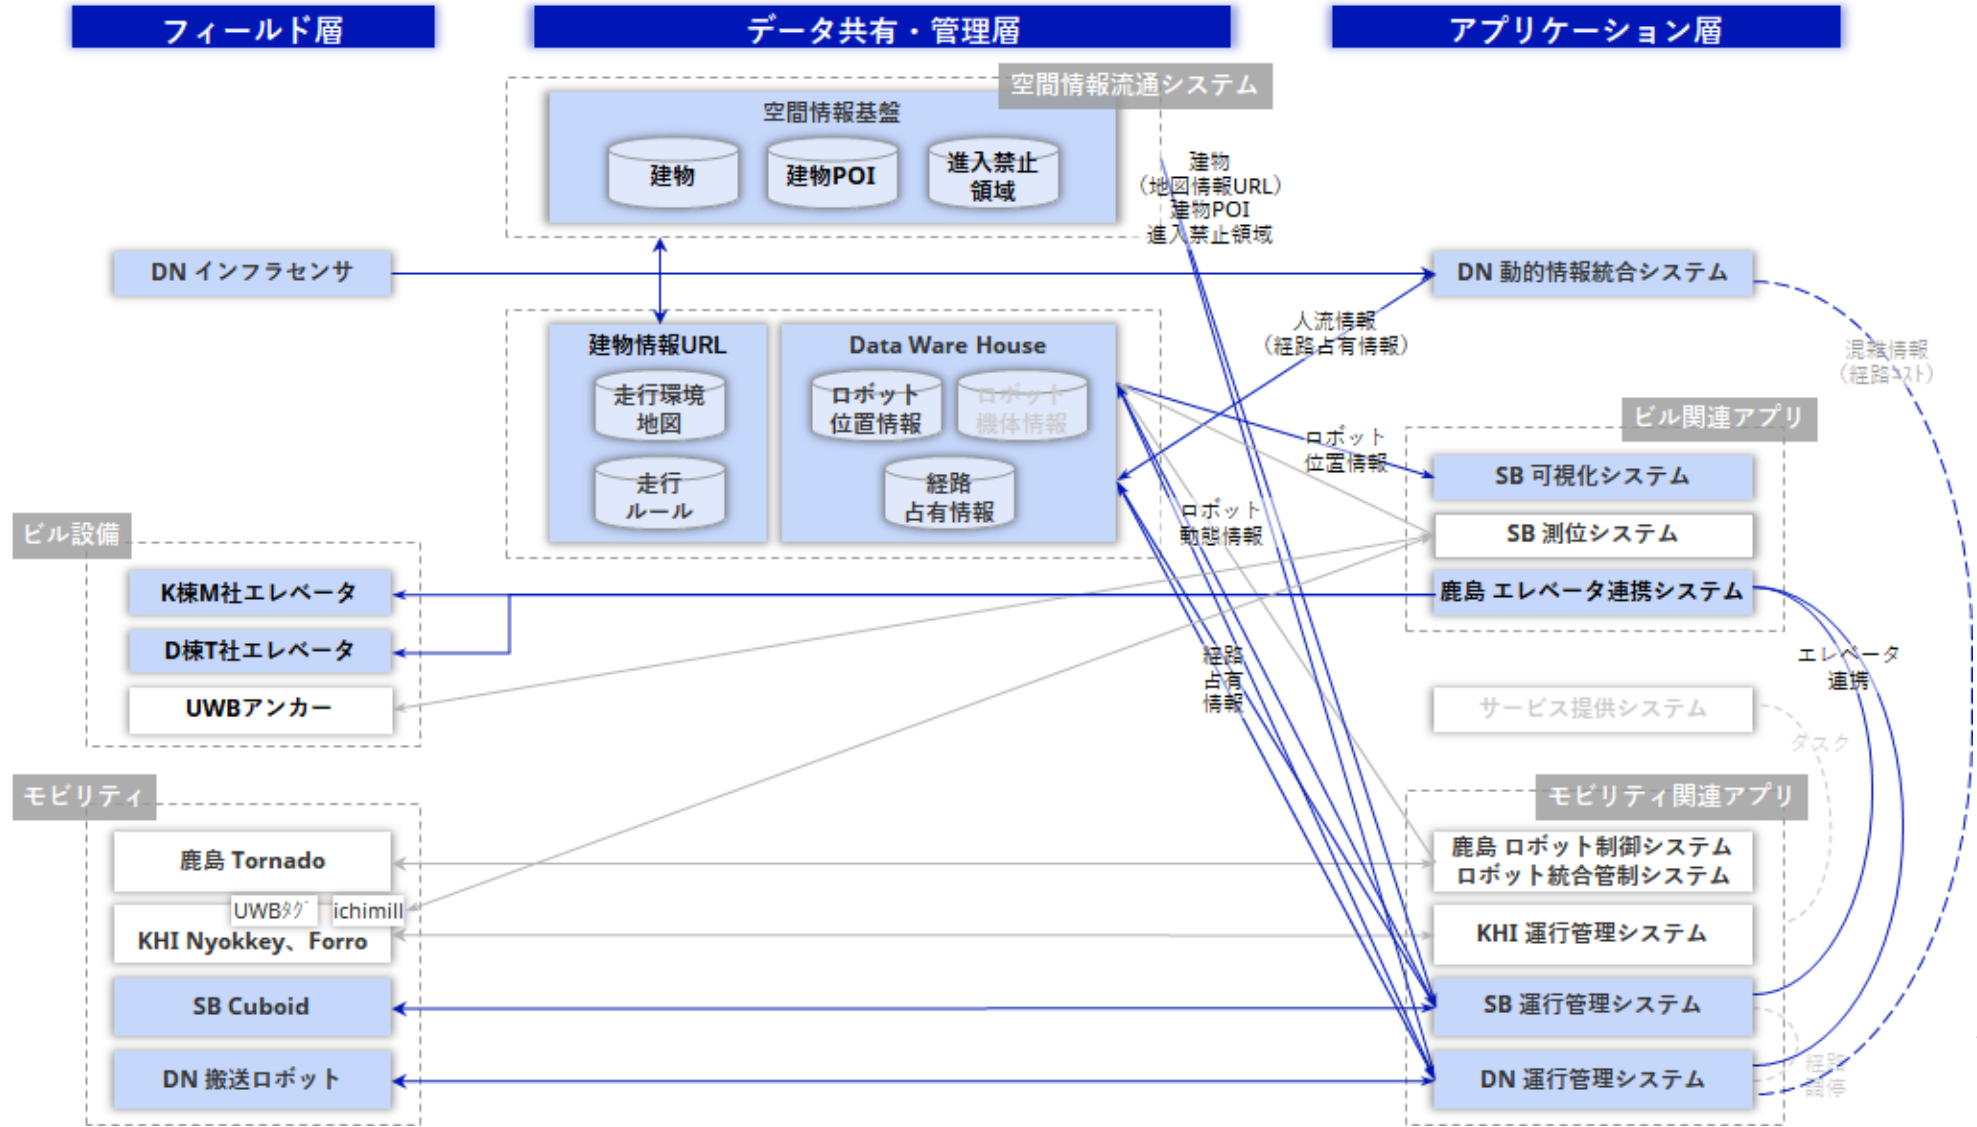 フィールド層
データ共有・管理層
アプリケーション層
空間情報流通システム
空間情報基盤
建物
建物POI
進入禁止
領域
建物
（地図情報URL）
建物POI
進入禁止領域
DN インフラセンサ
DN 動的情報統合システム
建物情報URL
走行環境
地図
走行
ルール
Data Ware House
ロボット
位置情報
ロボット
機体情報
経路
占有情報
人流情報
（経路占有情報）
混雑情報
（経路ｺｽﾄ）
ビル関連アプリ
ロボット
位置情報
SB 可視化システム
ロボット
動態情報
SB 測位システム
鹿島 エレベータ連携システム
ビル設備
K棟M社エレベータ
D棟T社エレベータ
UWBアンカー
経路
占有
情報
エレベータ
連携
サービス提供システム
タスク
モビリティ
モビリティ関連アプリ
鹿島 Tornado
鹿島 ロボット制御システム
ロボット統合管制システム
UWBﾀｸﾞ
ichimill
KHI Nyokkey、Forro
KHI 運行管理システム
SB Cuboid
SB 運行管理システム
DN 搬送ロボット
DN 運行管理システム
経路
調停